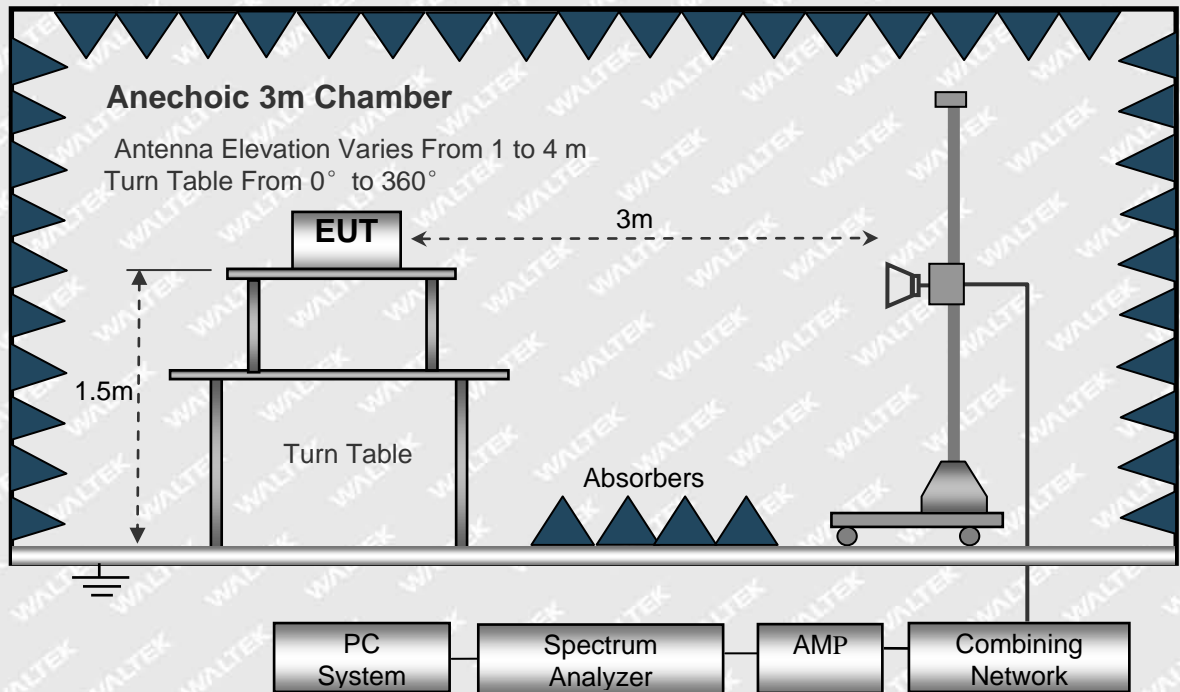 Anechoic 3m Chamber
Antenna Elevation Varies From 1 to 4 m
Turn Table From 0° to 360°
EUT
3m
1.5m
Turn Table
Absorbers
PC
System
Spectrum
Analyzer
AMP
Combining
Network
WALTEK